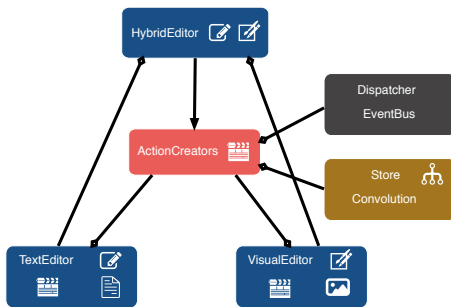 HybridEditor
Dispatcher
EventBus
ActionCreators
Store
Convolution
TextEditor
VisualEditor